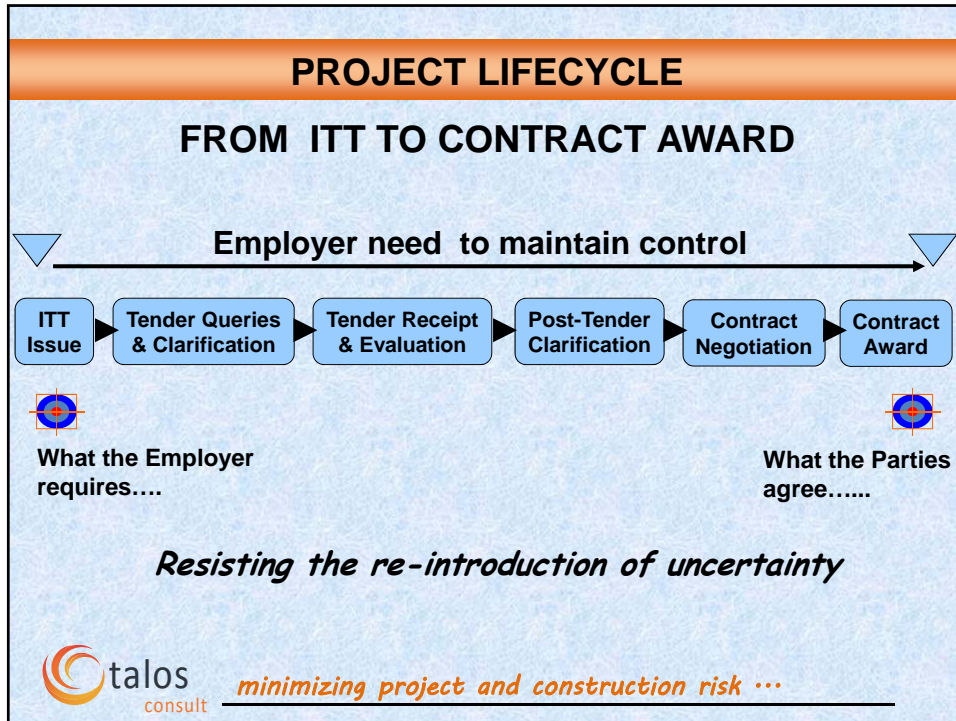 PROJECT LIFECYCLE
FROM ITT TO CONTRACT AWARD
Employer need to maintain control
ITT
Issue
Tender Queries
& Clarification
Tender Receipt
& Evaluation
Post-Tender
Clarification
Contract
Negotiation
Contract
Award
What the Employer
requires….
What the Parties
agree…...
Resisting the re-introduction of uncertainty
talos
consult
minimizing project and construction risk ...